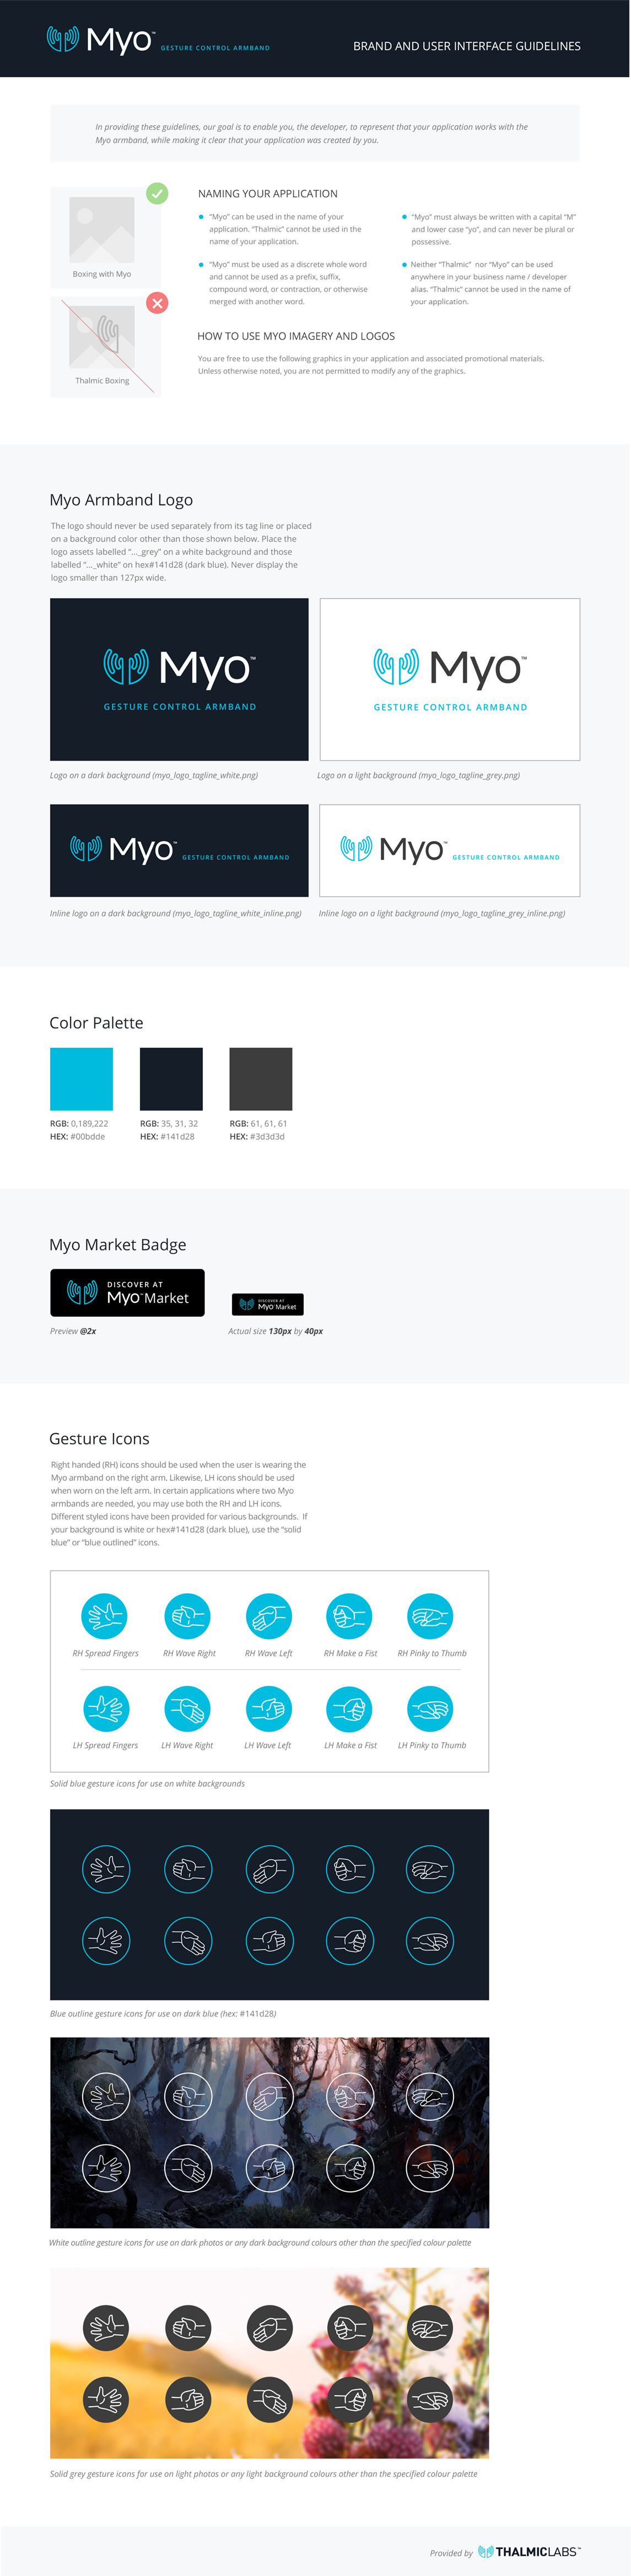 Myo™ GESTURE CONTROL ARMBAND
BRAND AND USER INTERFACE GUIDELINES
In providing these guidelines, our goal is to enable you, the developer, to represent that your application works with the
Myo armband, while making it clear that your application was created by you.
Boxing with Myo
Thalmic Boxing
NAMING YOUR APPLICATION
“Myo” can be used in the name of your
application. “Thalmic” cannot be used in the
name of your application.
“Myo” must be used as a discrete whole word
and cannot be used as a prefix, suffix,
compound word, or contraction, or otherwise
merged with another word.
“Myo” must always be written with a capital “M”
and lower case “yo”, and can never be plural or
possessive.
Neither “Thalmic” nor “Myo” can be used
anywhere in your business name / developer
alias. “Thalmic” cannot be used in the name of
your application.
HOW TO USE MYO IMAGERY AND LOGOS
You are free to use the following graphics in your application and associated promotional materials.
Unless otherwise noted, you are not permitted to modify any of the graphics.
Myo Armband Logo
The logo should never be used separately from its tag line or placed
on a background color other than those shown below. Place the
logo assets labelled “..._grey” on a white background and those
labelled “..._white” on hex#141d28 (dark blue). Never display the
logo smaller than 127px wide.
Myo™
GESTURE CONTROL ARMBAND
Myo™
GESTURE CONTROL ARMBAND
Logo on a dark background (myo_logo_tagline_white.png)
Logo on a light background (myo_logo_tagline_grey.png)
Myo™ GESTURE CONTROL ARMBAND
Myo™ GESTURE CONTROL ARMBAND
Inline logo on a dark background (myo_logo_tagline_white_inline.png)
Inline logo on a light background (myo_logo_tagline_grey_inline.png)
Color Palette
RGB: 0,189,222
HEX: #00bdde
RGB: 35, 31, 32
HEX: #141d28
RGB: 61, 61, 61
HEX: #3d3d3d
Myo Market Badge
DISCOVER AT
Myo™Market
DISCOVER AT
Myo™Market
Preview @2x
Actual size 130px by 40px
Gesture Icons
Right handed (RH) icons should be used when the user is wearing the
Myo armband on the right arm. Likewise, LH icons should be used
when worn on the left arm. In certain applications where two Myo
armbands are needed, you may use both the RH and LH icons.
Different styled icons have been provided for various backgrounds. If
your background is white or hex#141d28 (dark blue), use the “solid
blue” or “blue outlined” icons.
RH Spread Fingers
RH Wave Right
RH Wave Left
RH Make a Fist
RH Pinky to Thumb
LH Spread Fingers
LH Wave Right
LH Wave Left
LH Make a Fist
LH Pinky to Thumb
Solid blue gesture icons for use on white backgrounds
Blue outline gesture icons for use on dark blue (hex: #141d28)
White outline gesture icons for use on dark photos or any dark background colours other than the specified colour palette
Solid grey gesture icons for use on light photos or any light background colours other than the specified colour palette
Provided by THALMICLABS™